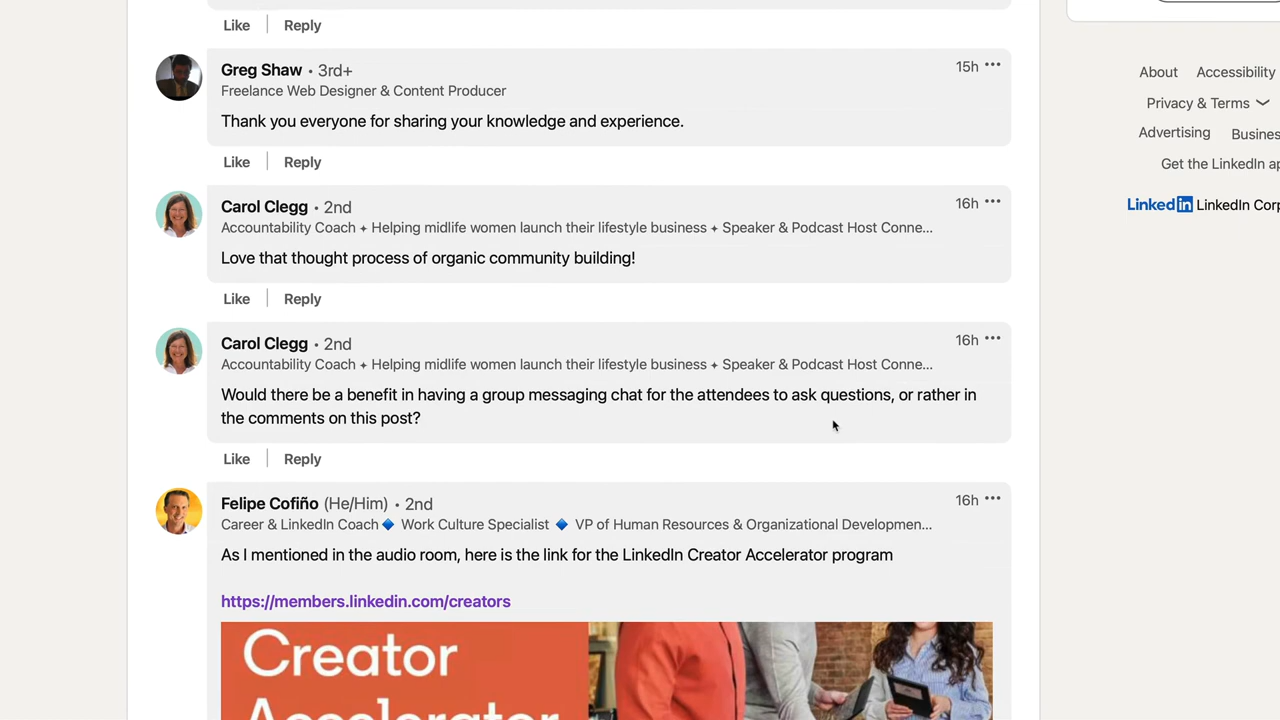 Like Reply
Greg Shaw • 3rd+ 15h
Freelance Web Designer & Content Producer
Thank you everyone for sharing your knowledge and experience.
Like Reply
Carol Clegg • 2nd 16h
Accountability Coach ✦ Helping midlife women launch their lifestyle business ✦ Speaker & Podcast Host Conne...
Love that thought process of organic community building!
Like Reply
Carol Clegg • 2nd 16h
Accountability Coach ✦ Helping midlife women launch their lifestyle business ✦ Speaker & Podcast Host Conne...
Would there be a benefit in having a group messaging chat for the attendees to ask questions, or rather in
the comments on this post?
Like Reply
Felipe Cofiño (He/Him) • 2nd 16h
Career & LinkedIn Coach🔹 Work Culture Specialist 🔹 VP of Human Resources & Organizational Developmen...
As I mentioned in the audio room, here is the link for the LinkedIn Creator Accelerator program
https://members.linkedin.com/creators
Creator
Accelerator
About Accessibility
Privacy & Terms
Advertising Busines
Get the LinkedIn ap
LinkedIn LinkedIn Corp